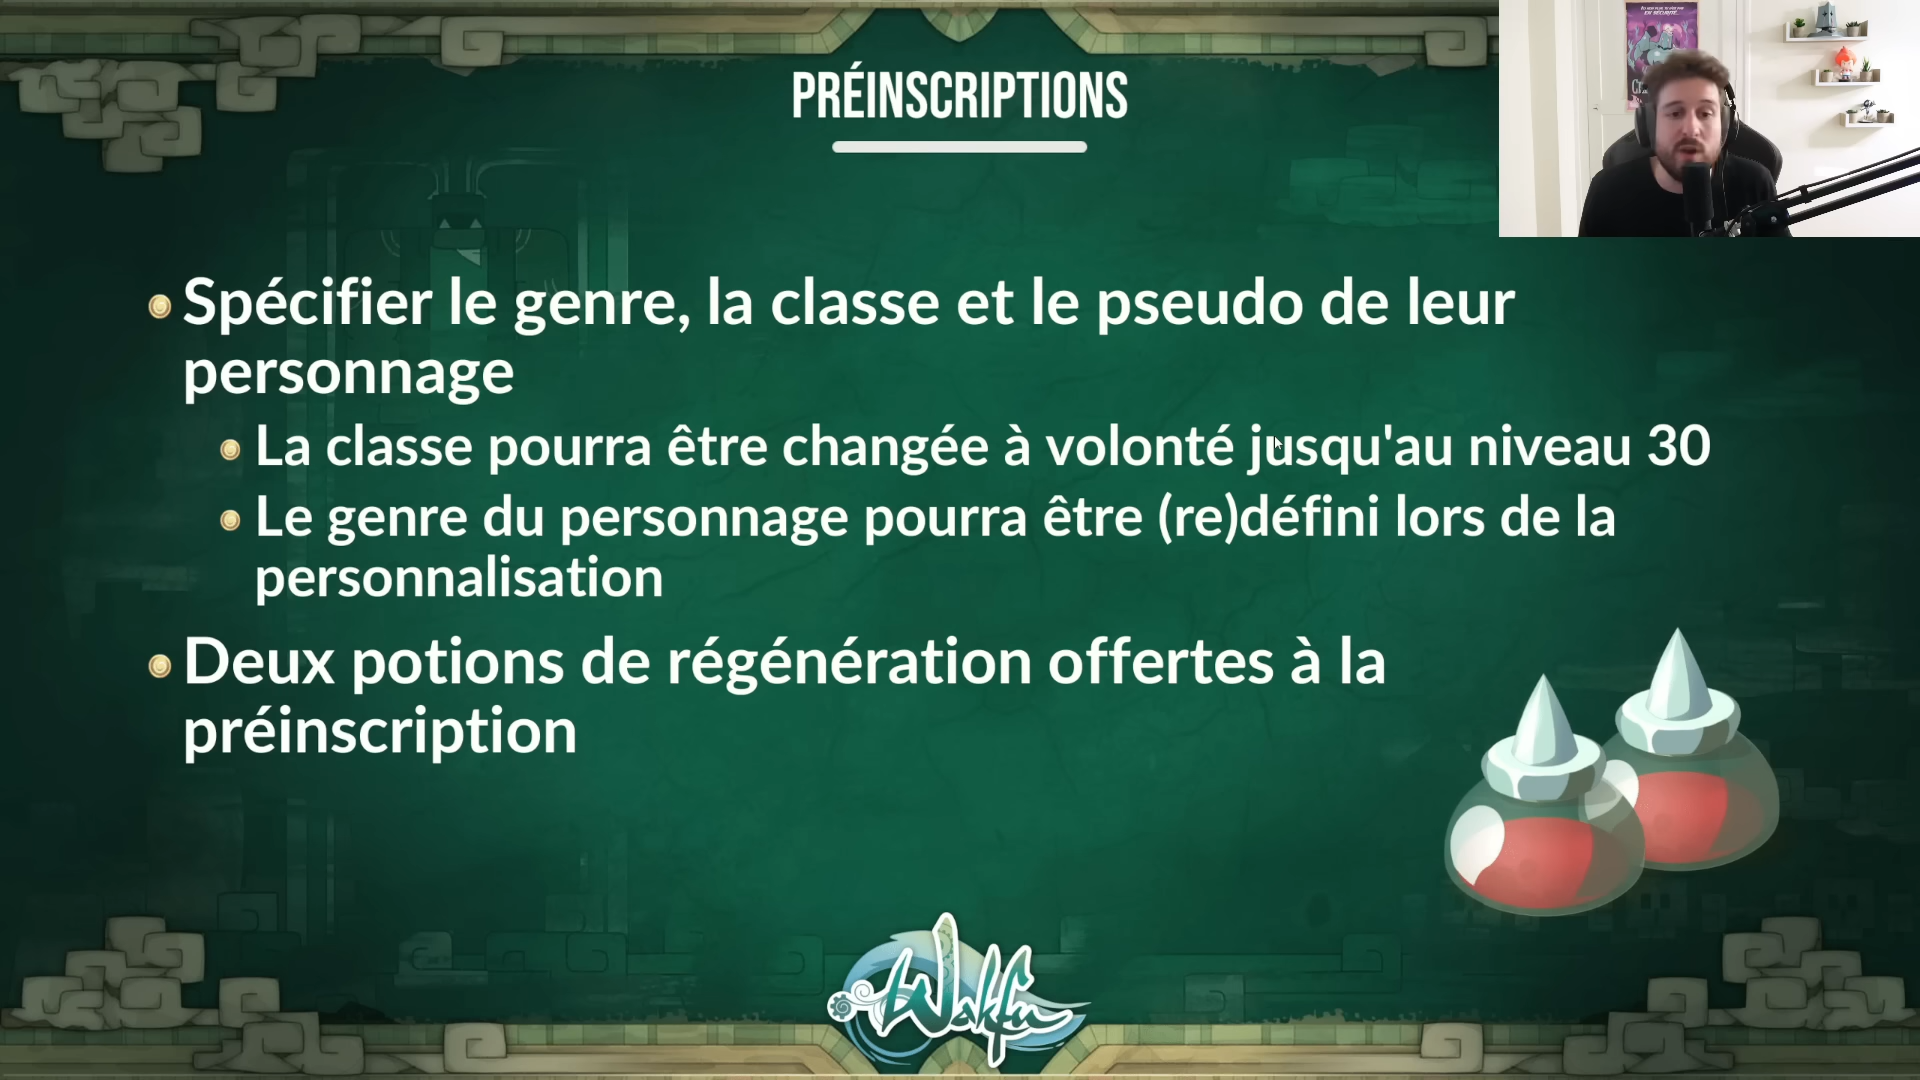 PRÉINSCRIPTIONS
EN SÉCURITÉ...
Spécifier le genre, la classe et le pseudo de leur
personnage
La classe pourra être changée à volonté jusqu'au niveau 30
Le genre du personnage pourra être (re)défini lors de la
personnalisation
Deux potions de régénération offertes à la
préinscription
Wakfu